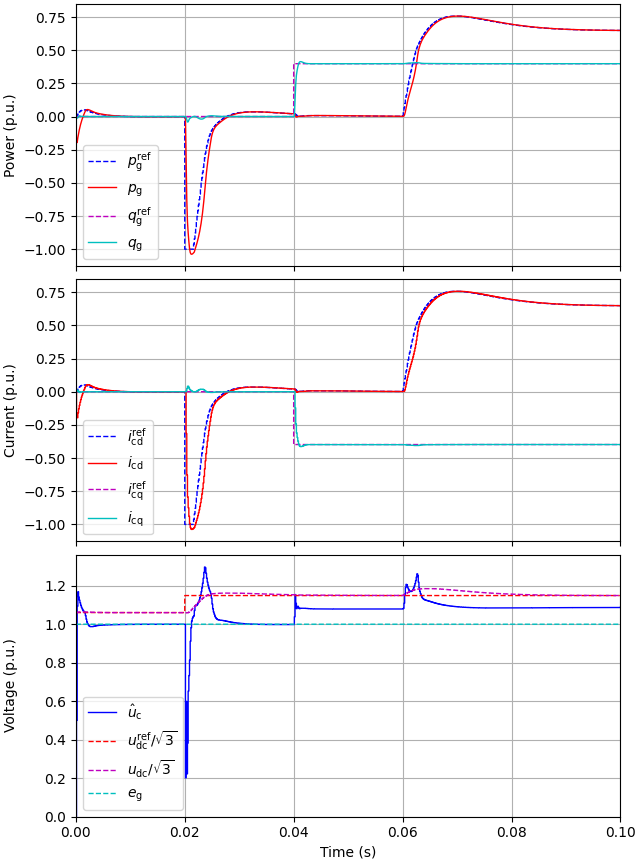 0.75
0.50
0.25
0.00
−0.25
−0.50
−0.75
−1.00
Power (p.u.)
p_g^ref
p_g
q_g^ref
q_g
0.75
0.50
0.25
0.00
−0.25
−0.50
−0.75
−1.00
Current (p.u.)
i_cd^ref
i_cd
i_cq^ref
i_cq
1.2
1.0
0.8
0.6
0.4
0.2
0.0
Voltage (p.u.)
û_c
u_dc^ref/√3
u_dc/√3
e_g
0.00 0.02 0.04 0.06 0.08 0.10
Time (s)